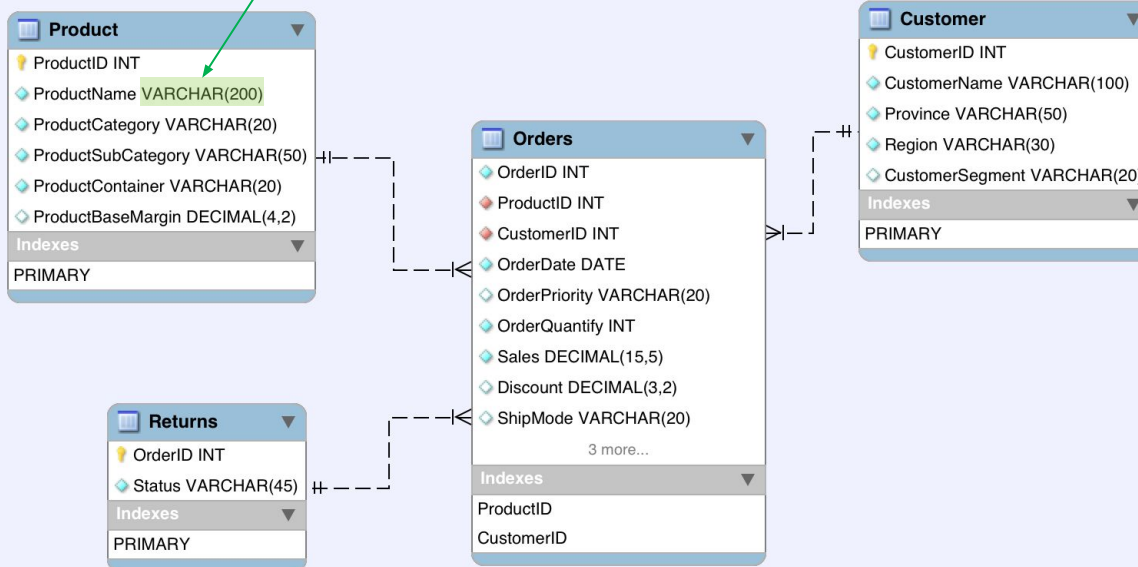 Product
ProductID INT
ProductName VARCHAR(200)
ProductCategory VARCHAR(20)
ProductSubCategory VARCHAR(50)
ProductContainer VARCHAR(20)
ProductBaseMargin DECIMAL(4,2)
Indexes
PRIMARY
Customer
CustomerID INT
CustomerName VARCHAR(100)
Province VARCHAR(50)
Region VARCHAR(30)
CustomerSegment VARCHAR(20)
Indexes
PRIMARY
Orders
OrderID INT
ProductID INT
CustomerID INT
OrderDate DATE
OrderPriority VARCHAR(20)
OrderQuantify INT
Sales DECIMAL(15,5)
Discount DECIMAL(3,2)
ShipMode VARCHAR(20)
3 more...
Indexes
ProductID
CustomerID
Returns
OrderID INT
Status VARCHAR(45)
Indexes
PRIMARY